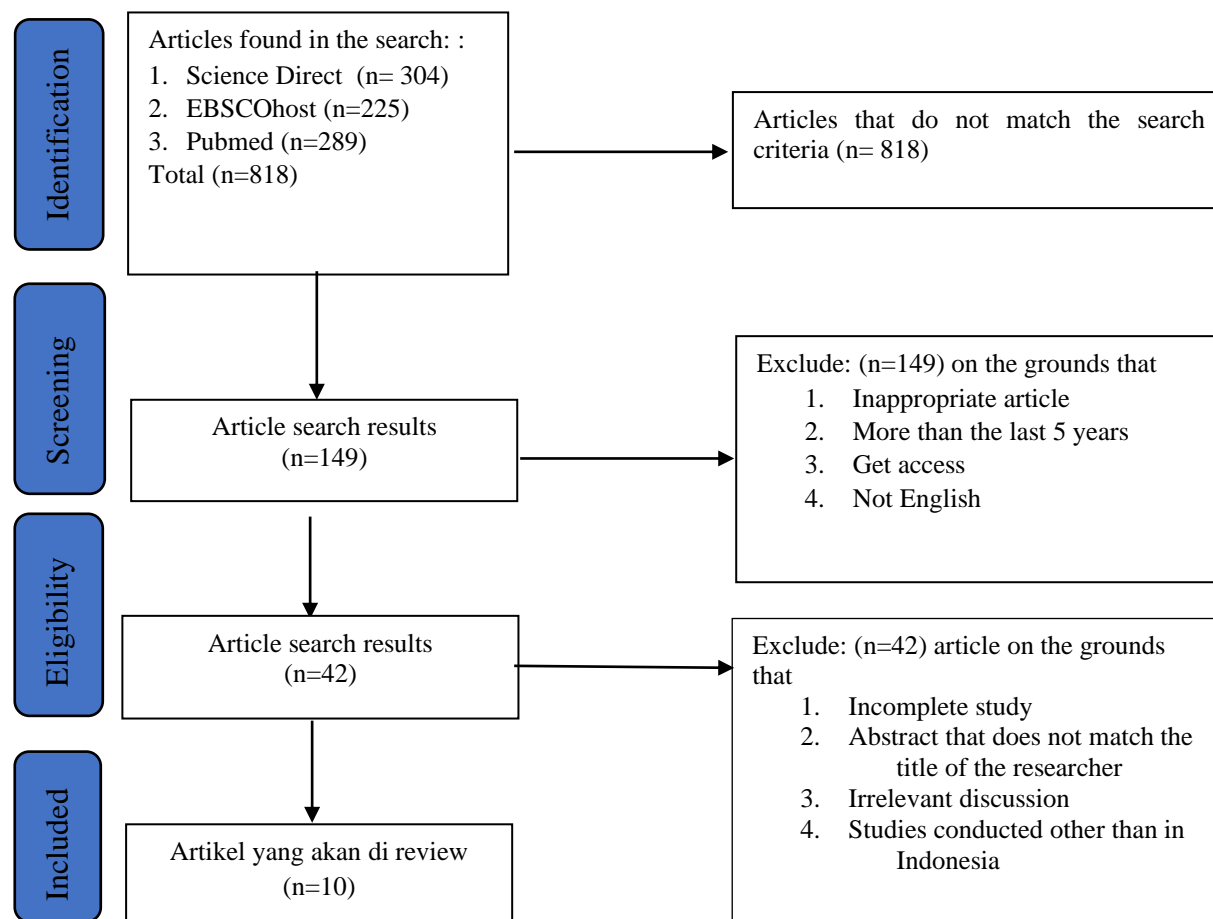 Identification
Articles found in the search: :
1. Science Direct (n= 304)
2. EBSCOhost (n=225)
3. Pubmed (n=289)
Total (n=818)
Articles that do not match the search
criteria (n= 818)
Screening
Article search results
(n=149)
Exclude: (n=149) on the grounds that
1. Inappropriate article
2. More than the last 5 years
3. Get access
4. Not English
Eligibility
Article search results
(n=42)
Exclude: (n=42) article on the grounds
that
1. Incomplete study
2. Abstract that does not match the
title of the researcher
3. Irrelevant discussion
4. Studies conducted other than in
Indonesia
Included
Artikel yang akan di review
(n=10)